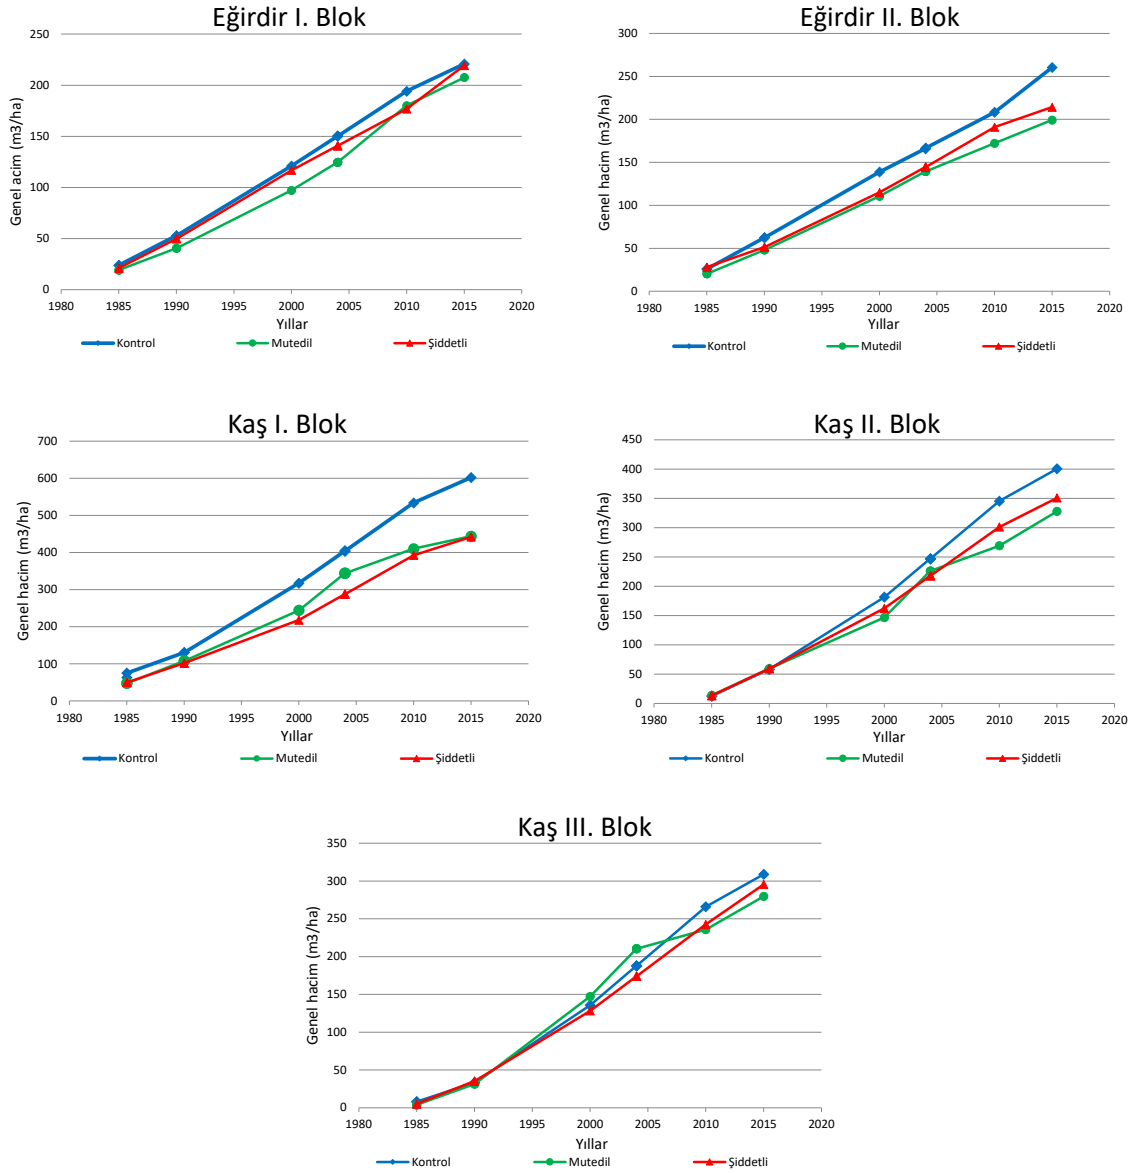 Eğirdir I. Blok
Genel acim (m3/ha)
250
200
150
100
50
0
1980 1985 1990 1995 2000 2005 2010 2015 2020
Yıllar
Kontrol Mutedil Şiddetli
Eğirdir II. Blok
Genel hacim (m3/ha)
300
250
200
150
100
50
0
1980 1985 1990 1995 2000 2005 2010 2015 2020
Yıllar
Kontrol Mutedil Şiddetli
Kaş I. Blok
Genel hacim (m3/ha)
700
600
500
400
300
200
100
0
1980 1985 1990 1995 2000 2005 2010 2015 2020
Yıllar
Kontrol Mutedil Şiddetli
Kaş II. Blok
Genel hacim (m3/ha)
450
400
350
300
250
200
150
100
50
0
1980 1985 1990 1995 2000 2005 2010 2015 2020
Yıllar
Kontrol Mutedil Şiddetli
Kaş III. Blok
Genel hacim (m3/ha)
350
300
250
200
150
100
50
0
1980 1985 1990 1995 2000 2005 2010 2015 2020
Yıllar
Kontrol Mutedil Şiddetli